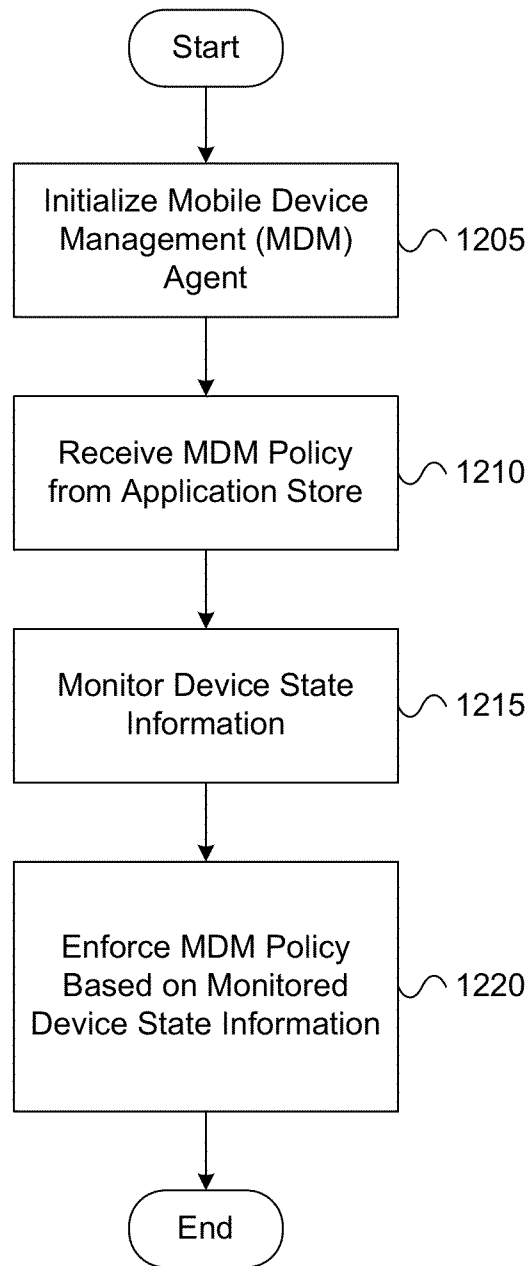 Start
Initialize Mobile Device
Management (MDM)
Agent
1205
Receive MDM Policy
from Application Store
1210
Monitor Device State
Information
1215
Enforce MDM Policy
Based on Monitored
Device State Information
1220
End